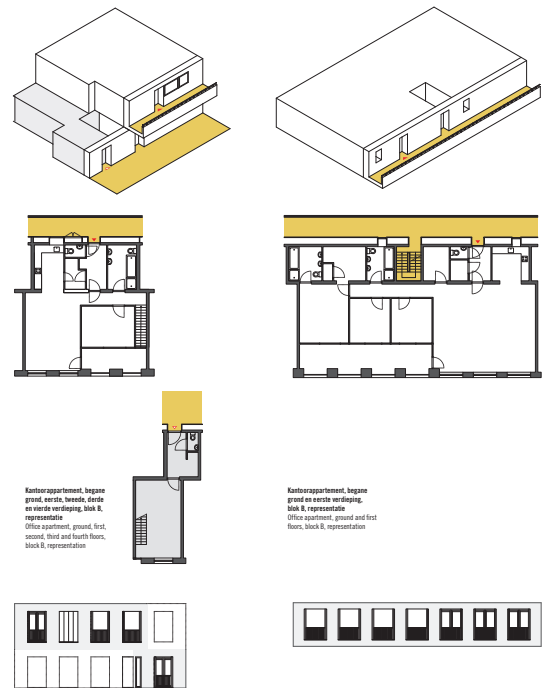 Kantoorappartement, begane
grond, eerste, tweede, derde
en vierde verdieping, blok B,
representatie
Office apartment, ground, first,
second, third and fourth floors,
block B, representation
Kantoorappartement, begane
grond en eerste verdieping,
blok B, representatie
Office apartment, ground and first
floors, block B, representation